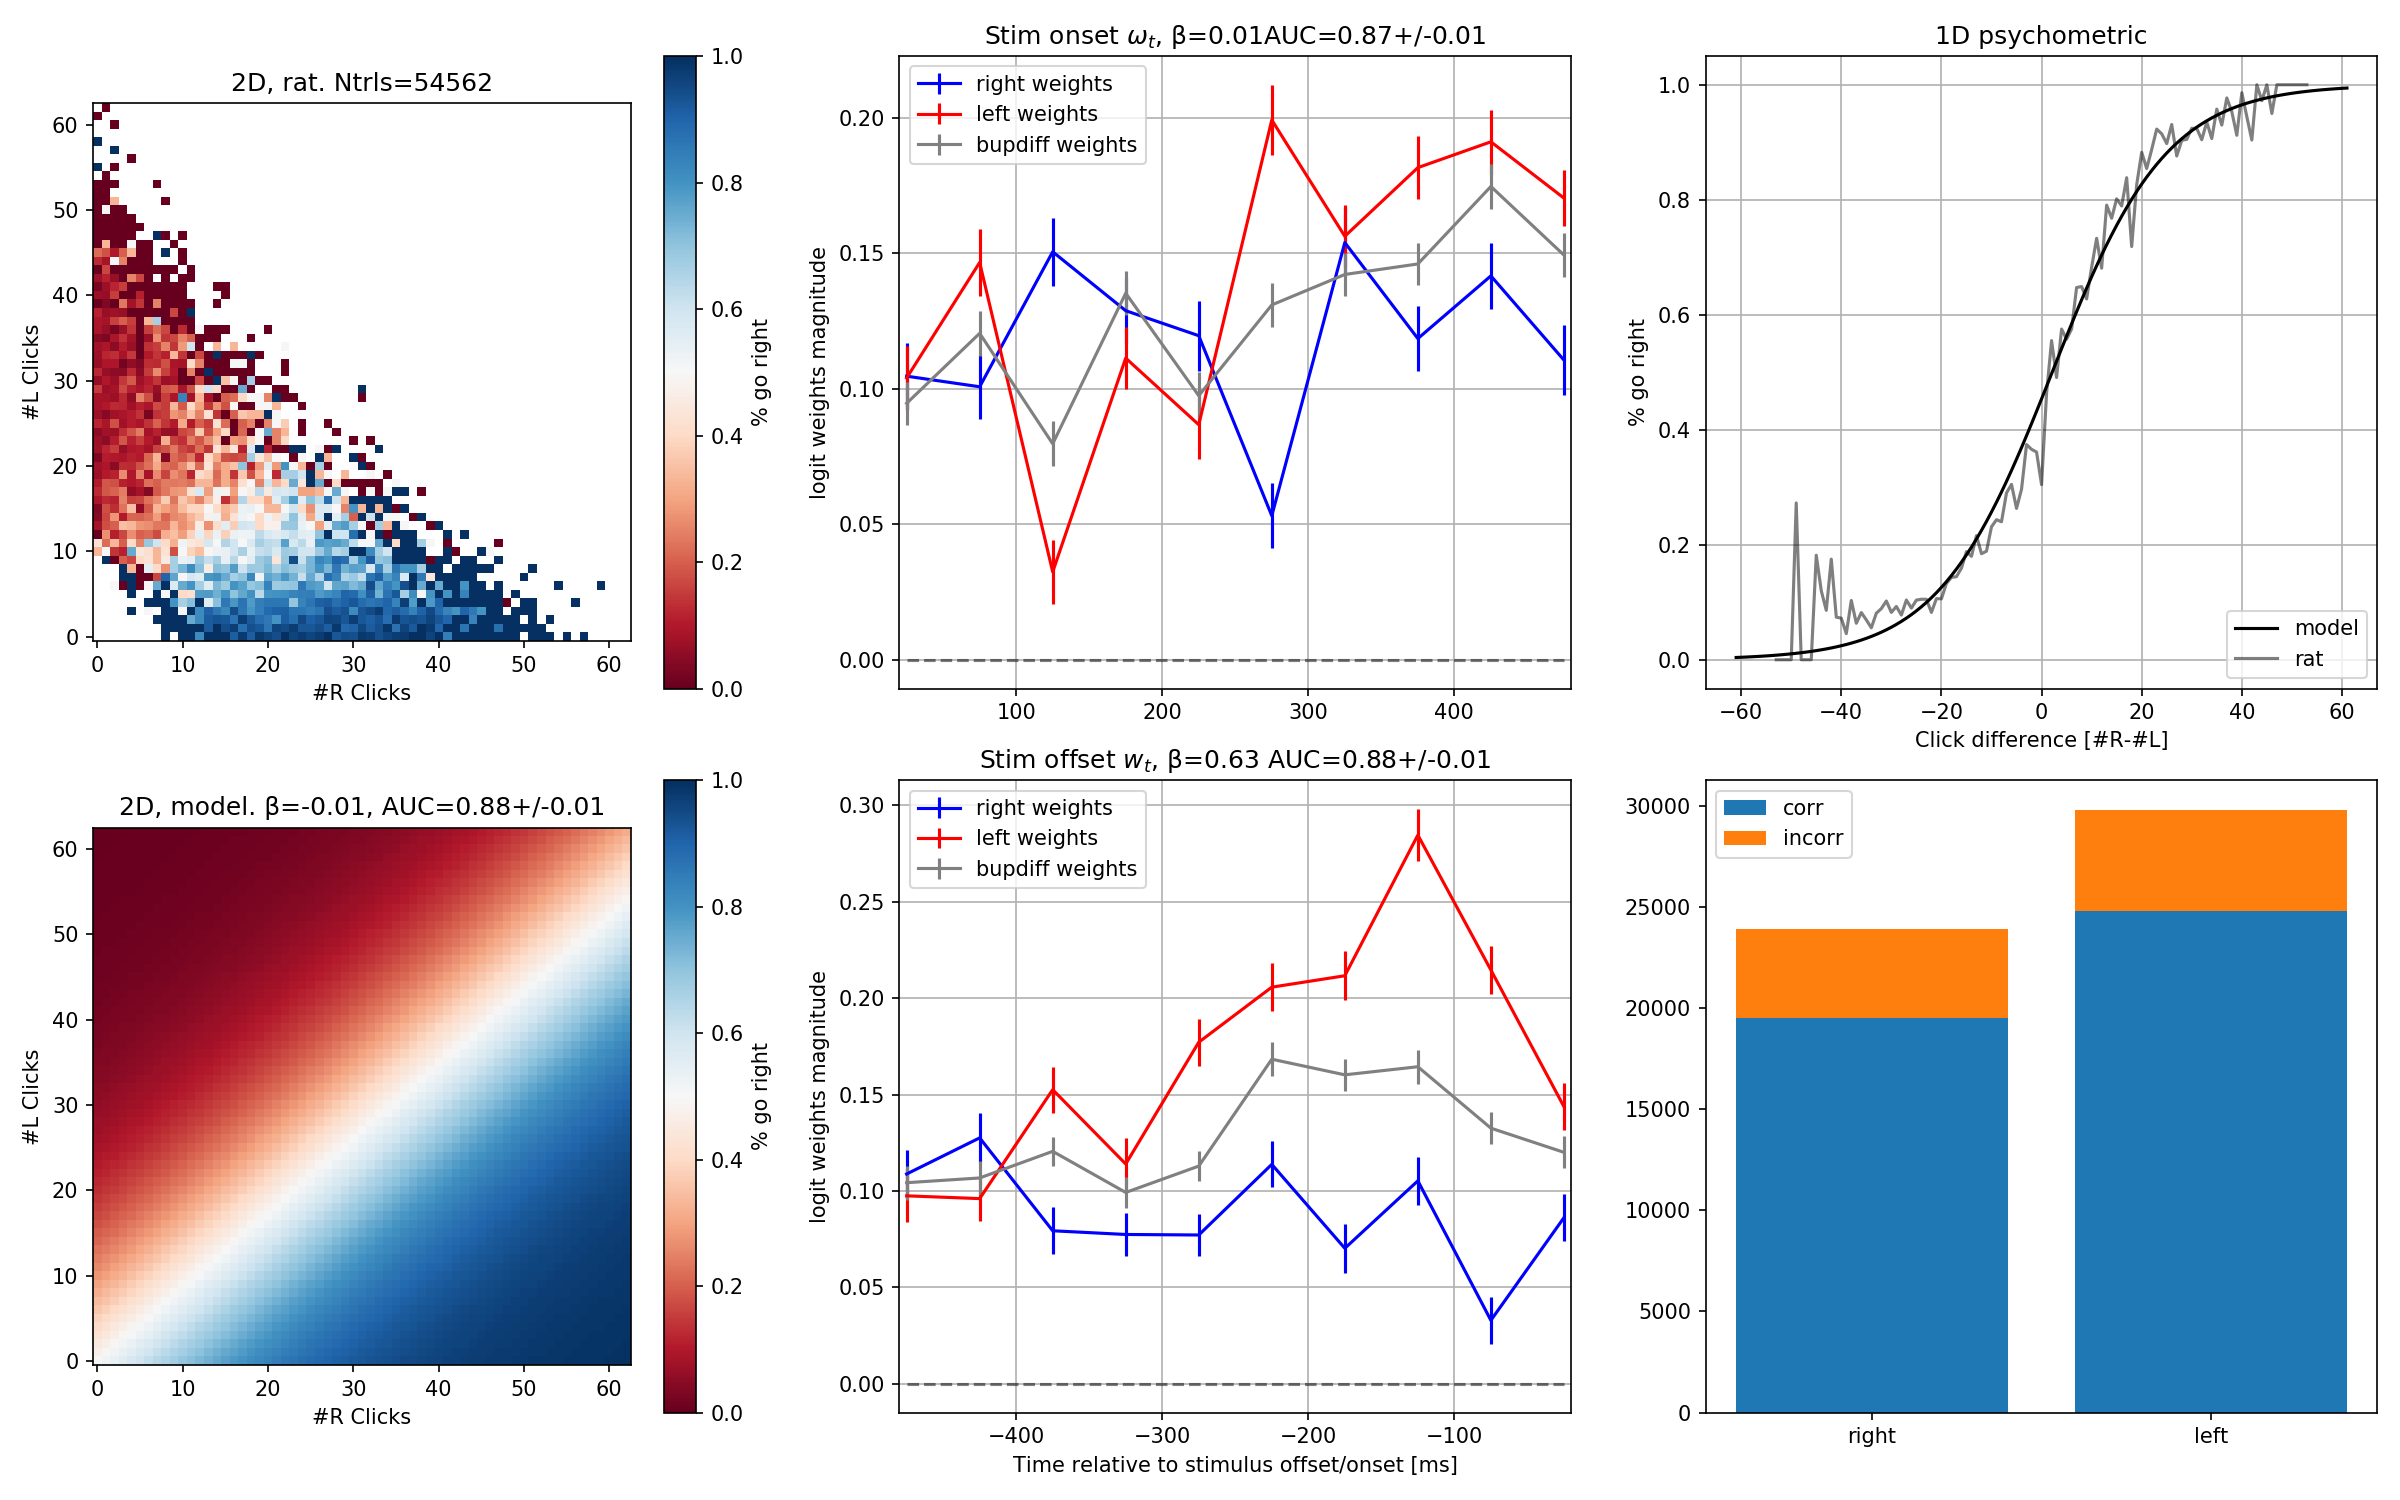 2D, rat. Ntrls=54562
60
50
40
30
20
10
0
#L Clicks
0 10 20 30 40 50 60
#R Clicks
1.0
0.8
0.6
0.4
0.2
0.0
% go right
Stim onset ωt, β=0.01AUC=0.87+/-0.01
right weights
left weights
bupdiff weights
0.20
0.15
0.10
0.05
0.00
logit weights magnitude
100 200 300 400
1D psychometric
1.0
0.8
0.6
0.4
0.2
0.0
% go right
model
rat
−60 −40 −20 0 20 40 60
Click difference [#R-#L]
2D, model. β=-0.01, AUC=0.88+/-0.01
60
50
40
30
20
10
0
#L Clicks
0 10 20 30 40 50 60
#R Clicks
1.0
0.8
0.6
0.4
0.2
0.0
% go right
Stim offset wt, β=0.63 AUC=0.88+/-0.01
right weights
left weights
bupdiff weights
0.30
0.25
0.20
0.15
0.10
0.05
0.00
logit weights magnitude
−400 −300 −200 −100
Time relative to stimulus offset/onset [ms]
corr
incorr
30000
25000
20000
15000
10000
5000
0
right left